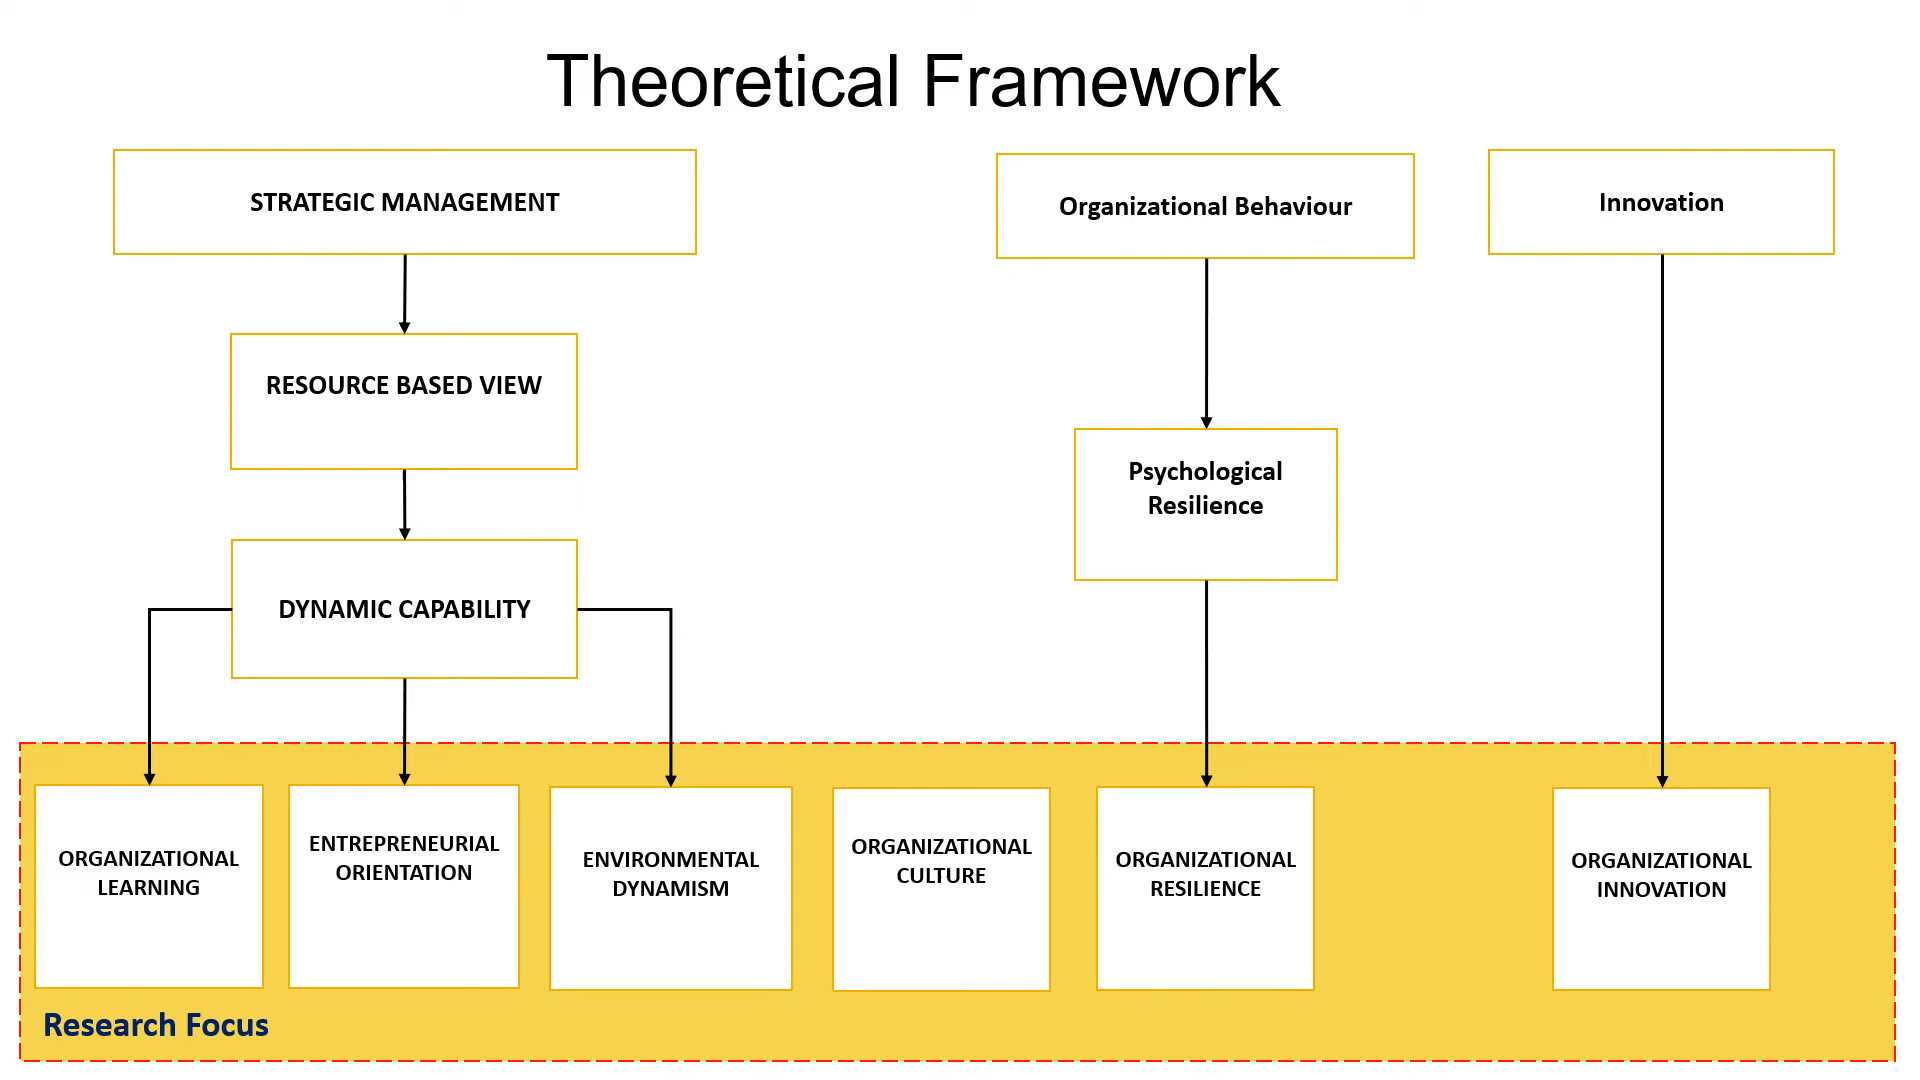 Theoretical Framework
STRATEGIC MANAGEMENT
Organizational Behaviour
Innovation
RESOURCE BASED VIEW
Psychological
Resilience
DYNAMIC CAPABILITY
ORGANIZATIONAL
LEARNING
ENTREPRENEURIAL
ORIENTATION
ENVIRONMENTAL
DYNAMISM
ORGANIZATIONAL
CULTURE
ORGANIZATIONAL
RESILIENCE
ORGANIZATIONAL
INNOVATION
Research Focus